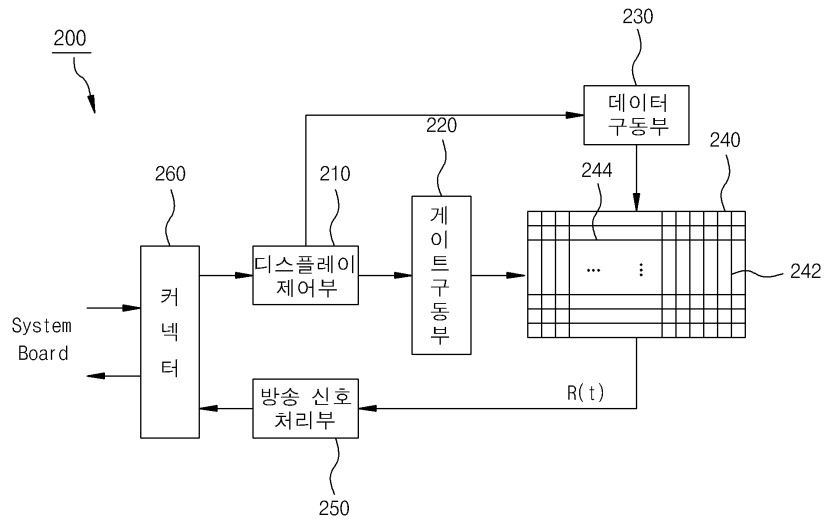 200
230
데이터
구동부
220
240
260
210
244
게이트구동부
디스플레이
제어부
242
커넥터
System
Board
방송 신호
처리부
R(t)
250